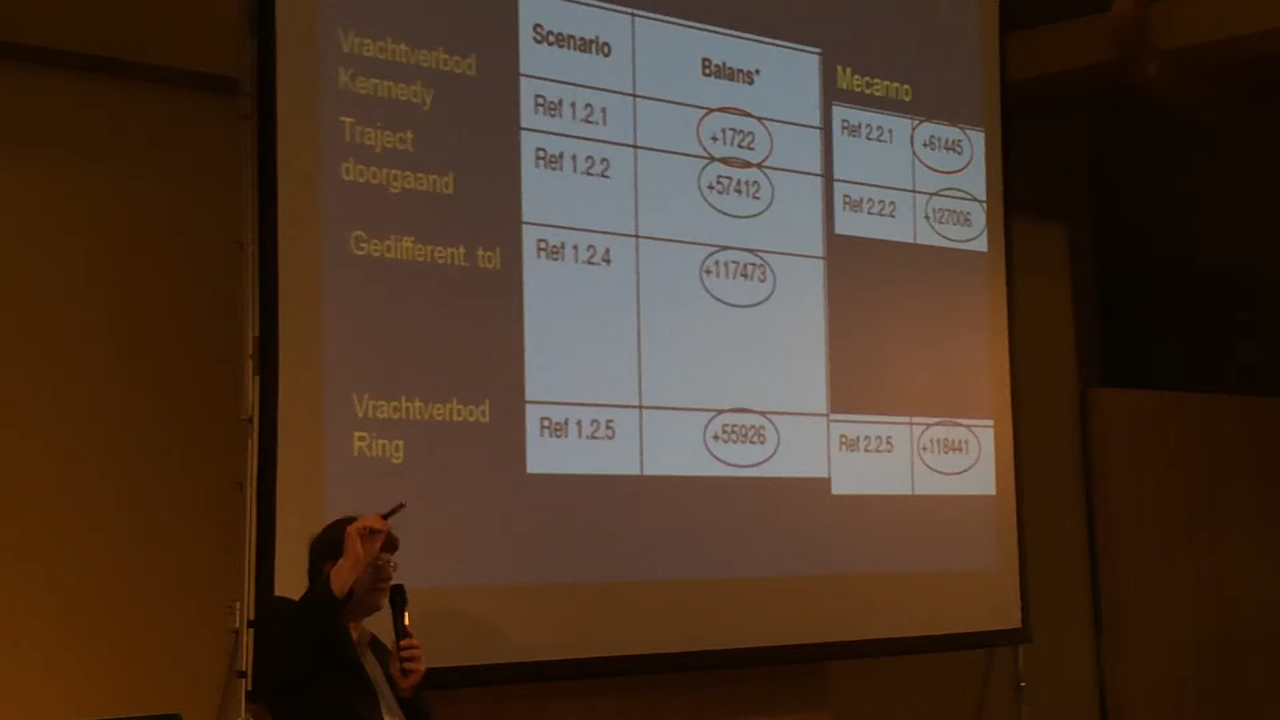 Vrachtverbod
Kennedy
Traject
doorgaand
Gedifferent. tol
Vrachtverbod
Ring
Scenario Balans*
Ref 1.2.1 +1722
Ref 1.2.2 +57412
Ref 1.2.4 +117473
Ref 1.2.5 +55926
Mecanno
Ref 2.2.1 +61445
Ref 2.2.2 +127006
Ref 2.2.5 +118441